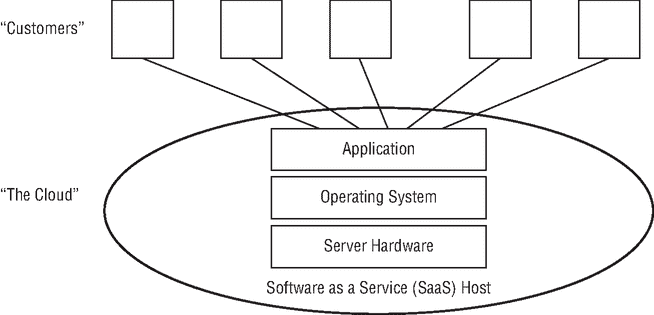 “Customers”
Application
“The Cloud”
Operating System
Server Hardware
Software as a Service (SaaS) Host